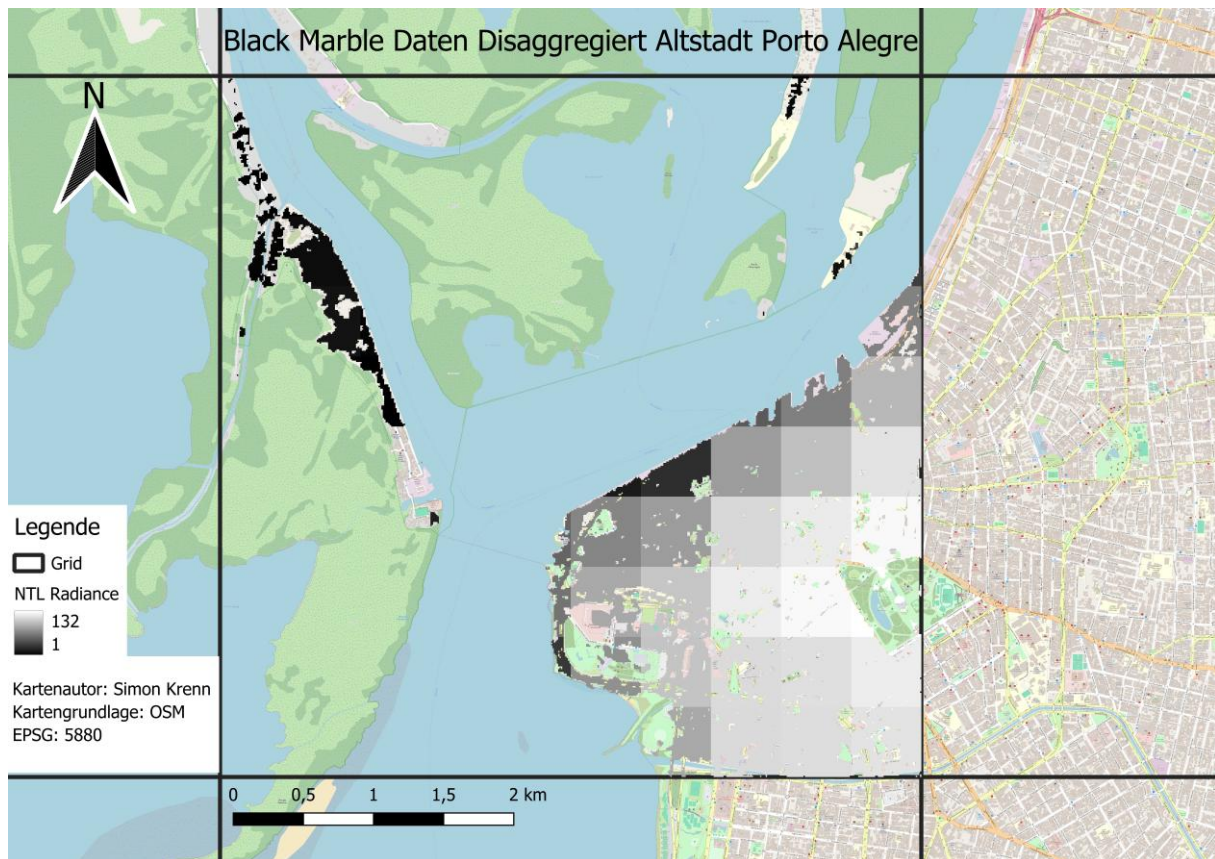 Black Marble Daten Disaggregiert Altstadt Porto Alegre
N
Legende
Grid
NTL Radiance
132
1
Kartenautor: Simon Krenn
Kartengrundlage: OSM
EPSG: 5880
0 0,5 1 1,5 2 km